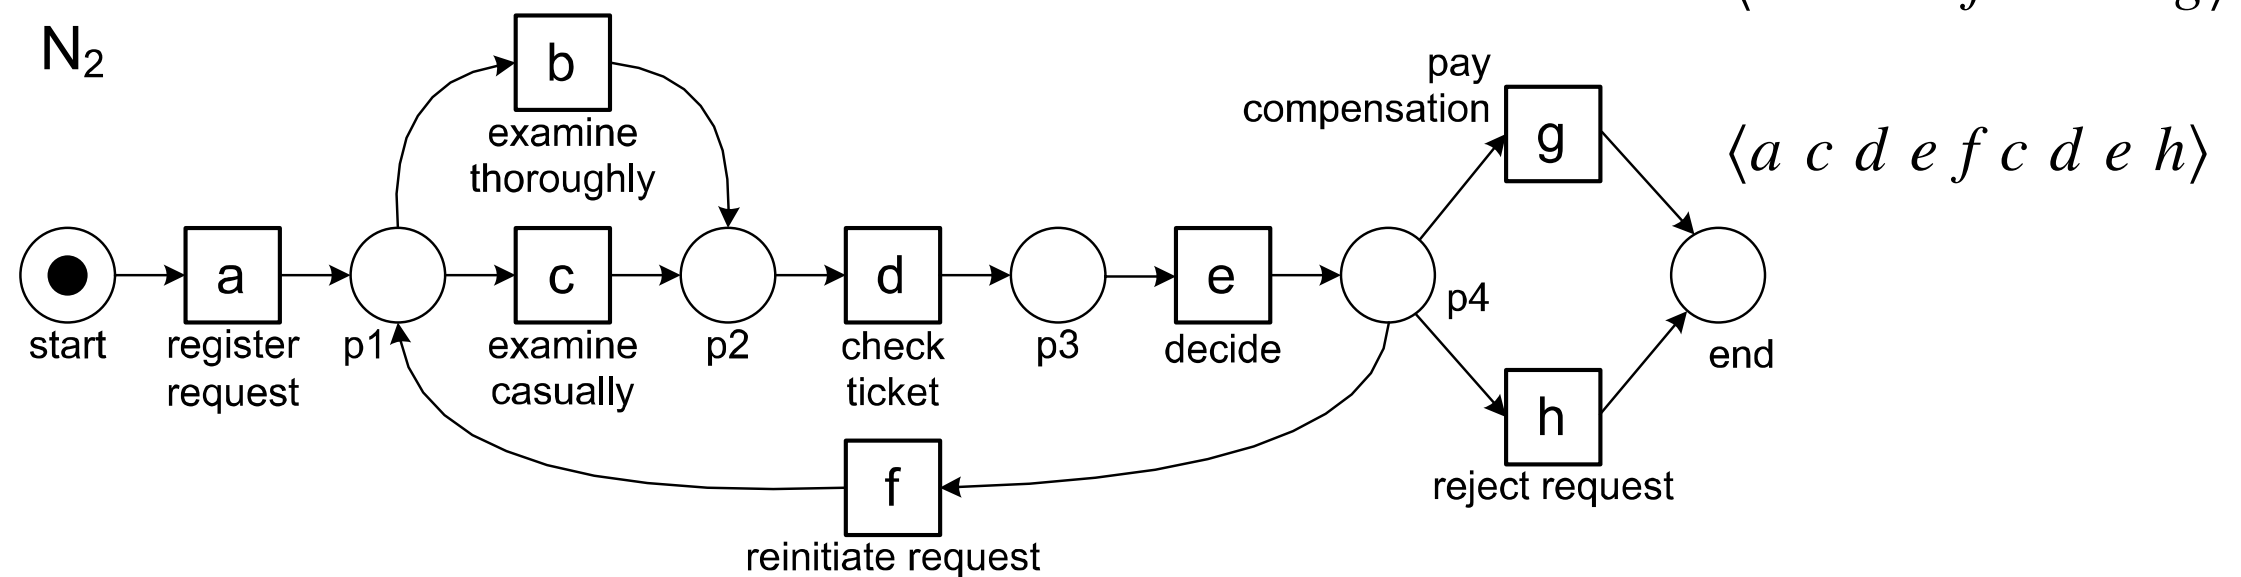 N₂
b
examine
thoroughly
pay
compensation
g
⟨a c d e f c d e h⟩
start
a
register
request
p1
c
examine
casually
p2
d
check
ticket
p3
e
decide
p4
end
h
reject request
f
reinitiate request